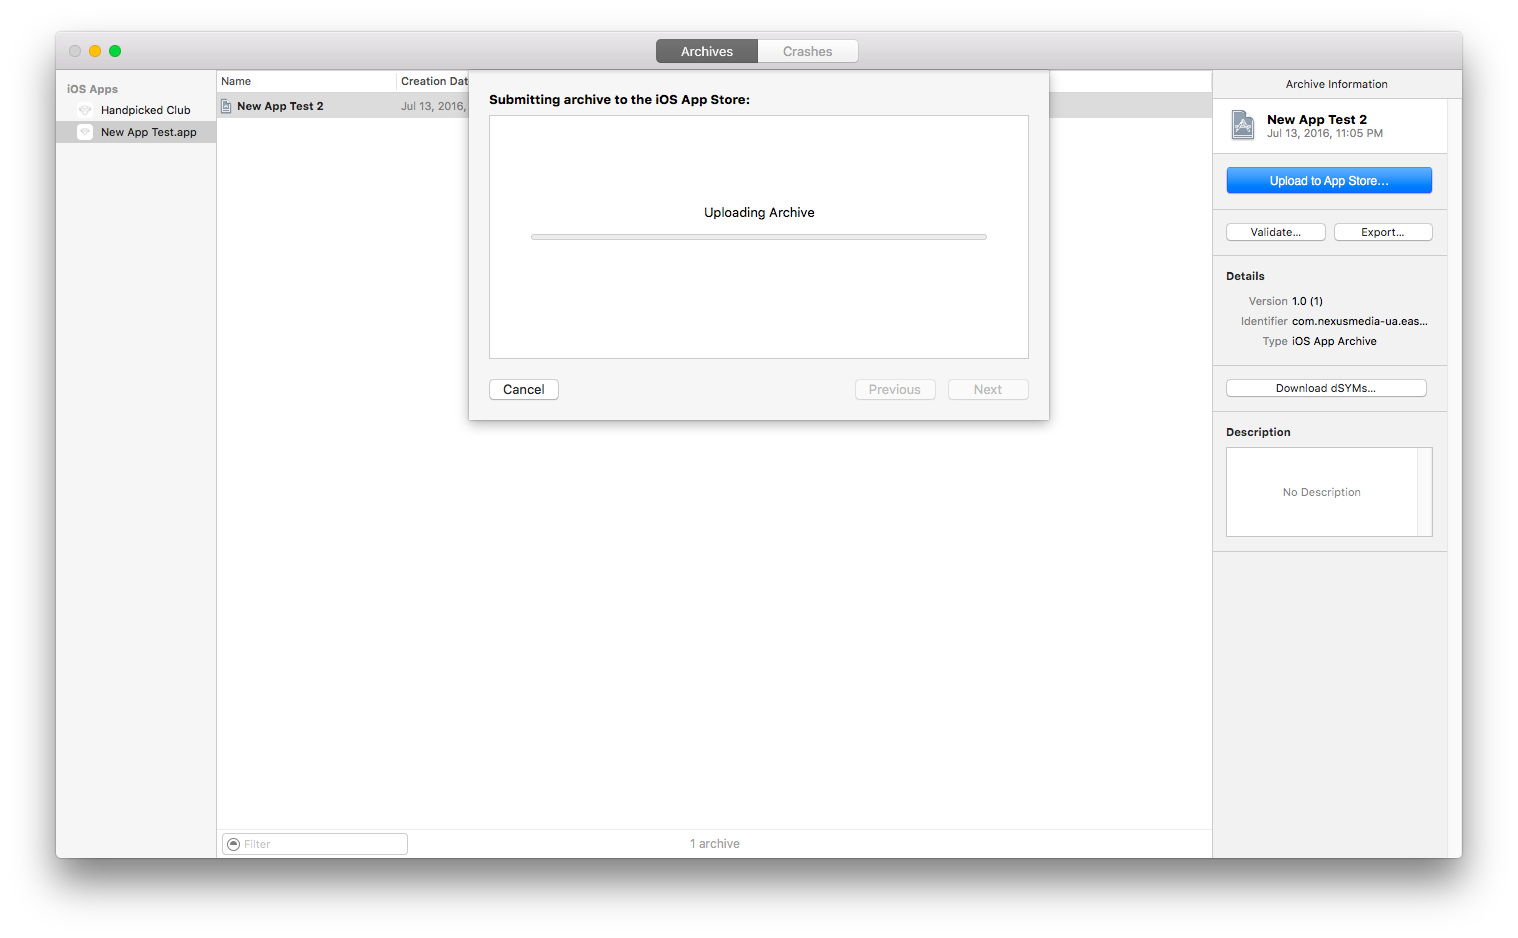 Archives
Crashes
iOS Apps
Handpicked Club
New App Test.app
Name
Creation Dat
New App Test 2
Jul 13, 2016,
Submitting archive to the iOS App Store:
Uploading Archive
Cancel
Previous
Next
Filter
1 archive
Archive Information
New App Test 2
Jul 13, 2016, 11:05 PM
Upload to App Store...
Validate...
Export...
Details
Version 1.0 (1)
Identifier com.nexusmedia-ua.eas...
Type iOS App Archive
Download dSYMs...
Description
No Description